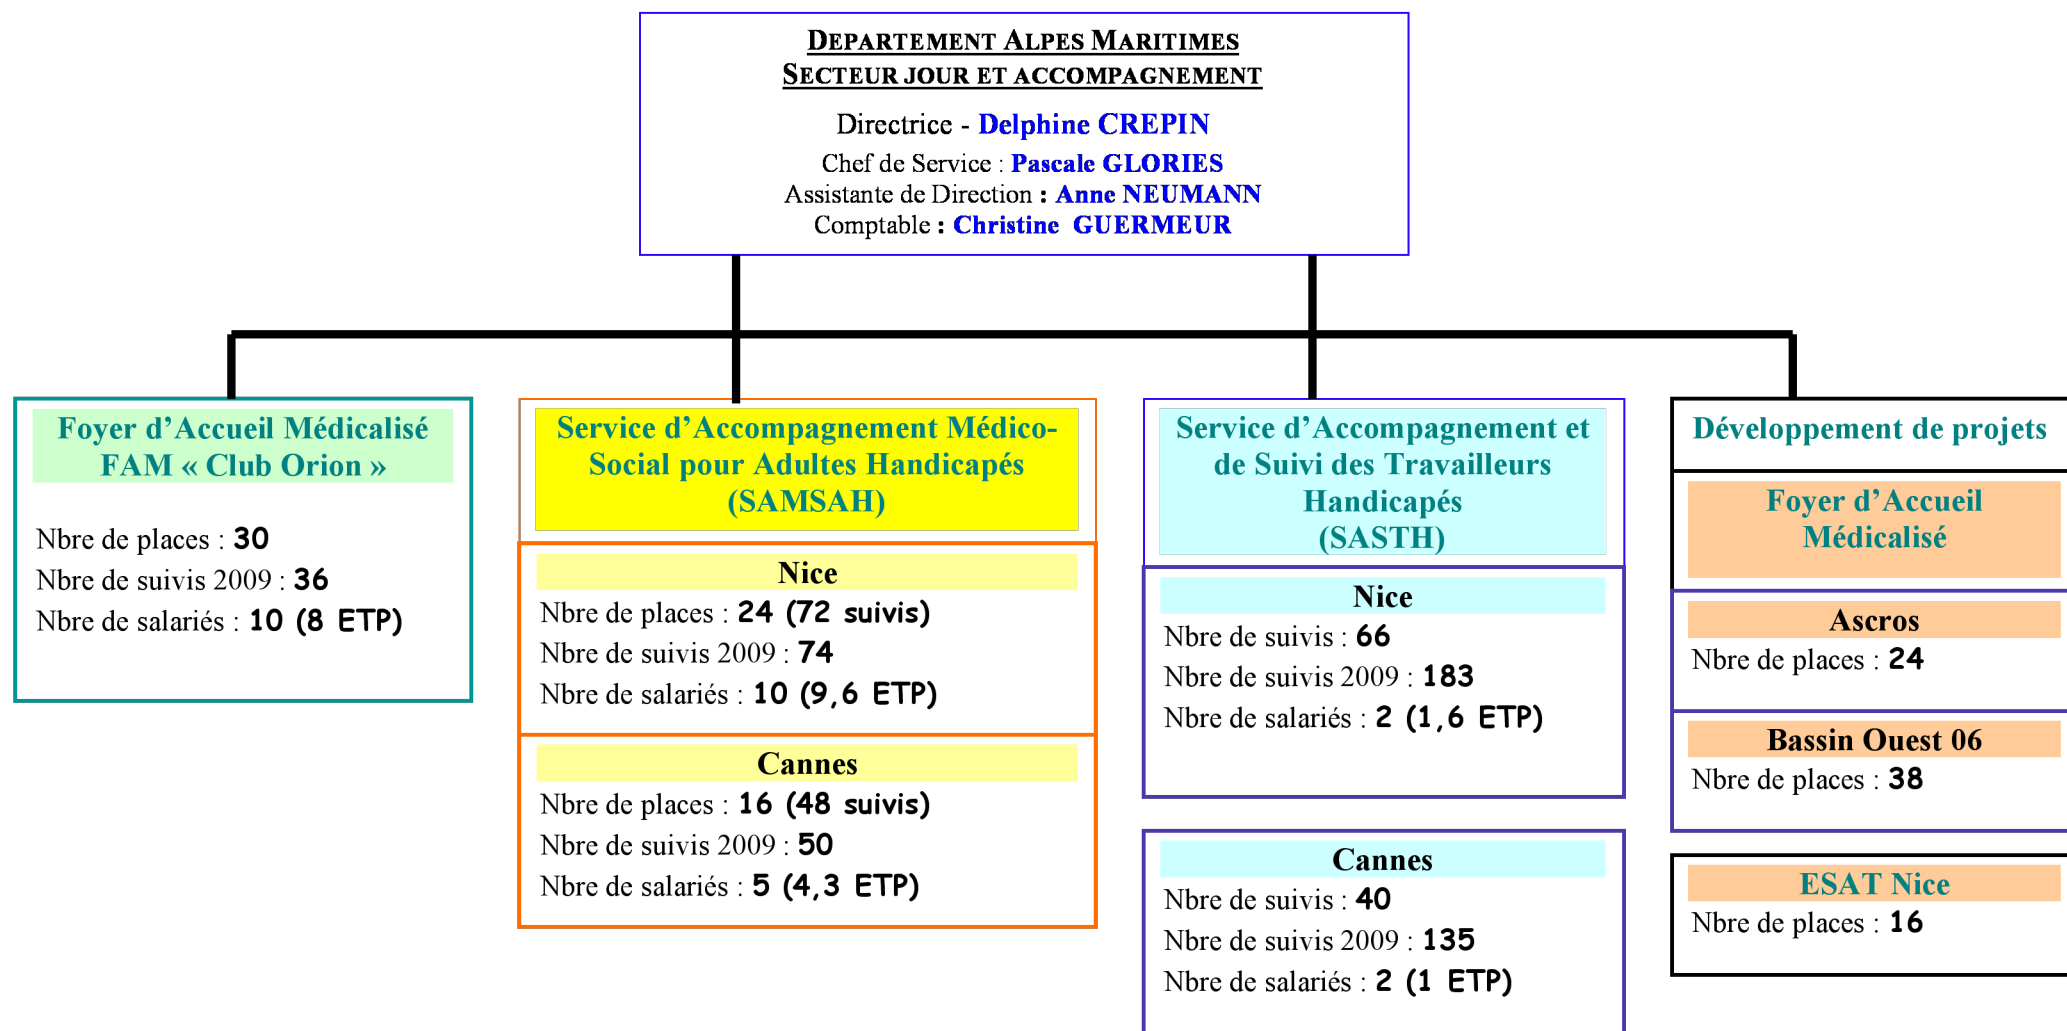 DEPARTEMENT ALPES MARITIMES
SECTEUR JOUR ET ACCOMPAGNEMENT
Directrice - Delphine CREPIN
Chef de Service : Pascale GLORIES
Assistante de Direction : Anne NEUMANN
Comptable : Christine GUERMEUR
Foyer d’Accueil Médicalisé
FAM « Club Orion »
Nbre de places : 30
Nbre de suivis 2009 : 36
Nbre de salariés : 10 (8 ETP)
Service d’Accompagnement Médico-
Social pour Adultes Handicapés
(SAMSAH)
Nice
Nbre de places : 24 (72 suivis)
Nbre de suivis 2009 : 74
Nbre de salariés : 10 (9,6 ETP)
Cannes
Nbre de places : 16 (48 suivis)
Nbre de suivis 2009 : 50
Nbre de salariés : 5 (4,3 ETP)
Service d’Accompagnement et
de Suivi des Travailleurs
Handicapés
(SASTH)
Nice
Nbre de suivis : 66
Nbre de suivis 2009 : 183
Nbre de salariés : 2 (1,6 ETP)
Cannes
Nbre de suivis : 40
Nbre de suivis 2009 : 135
Nbre de salariés : 2 (1 ETP)
Développement de projets
Foyer d’Accueil
Médicalisé
Ascros
Nbre de places : 24
Bassin Ouest 06
Nbre de places : 38
ESAT Nice
Nbre de places : 16